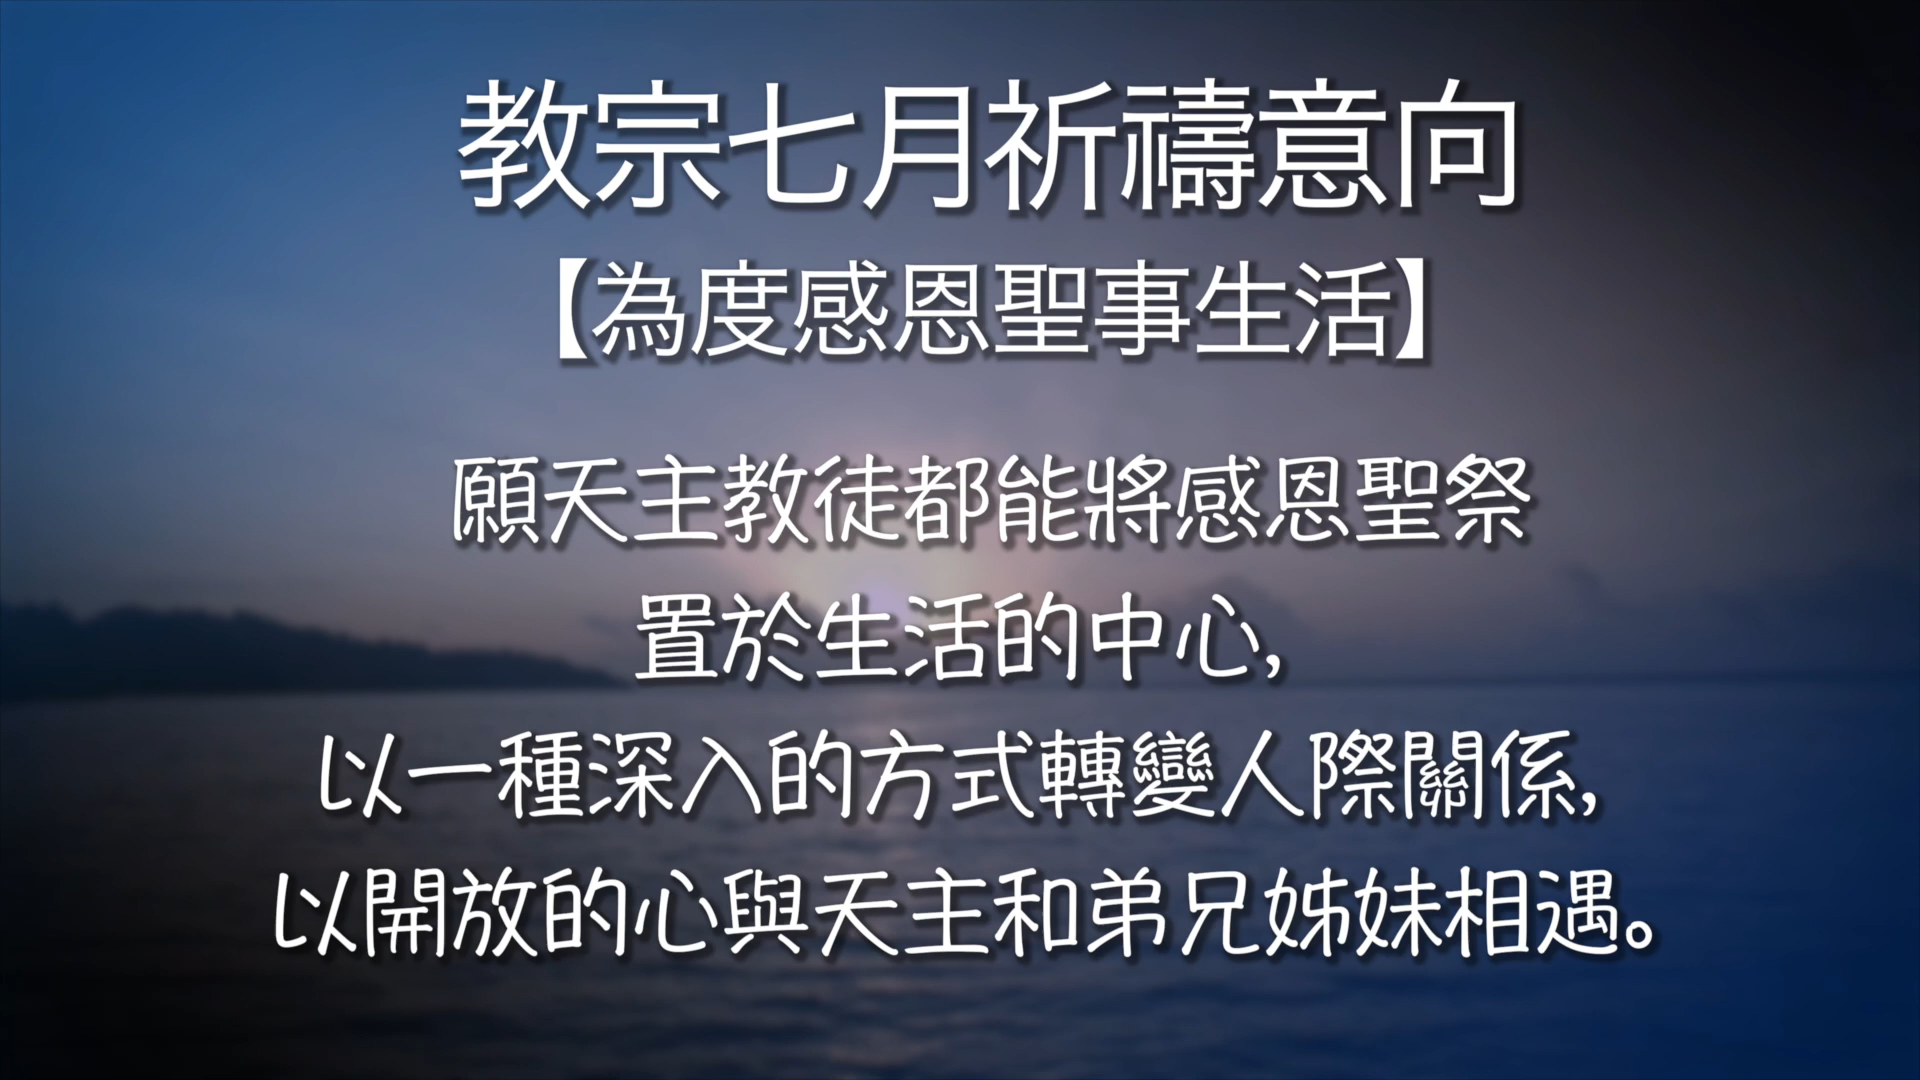 教宗七月祈禱意向
【為度感恩聖事生活】
願天主教徒都能將感恩聖祭
置於生活的中心,
以一種深入的方式轉變人際關係,
以開放的心與天主和弟兄姊妹相遇。